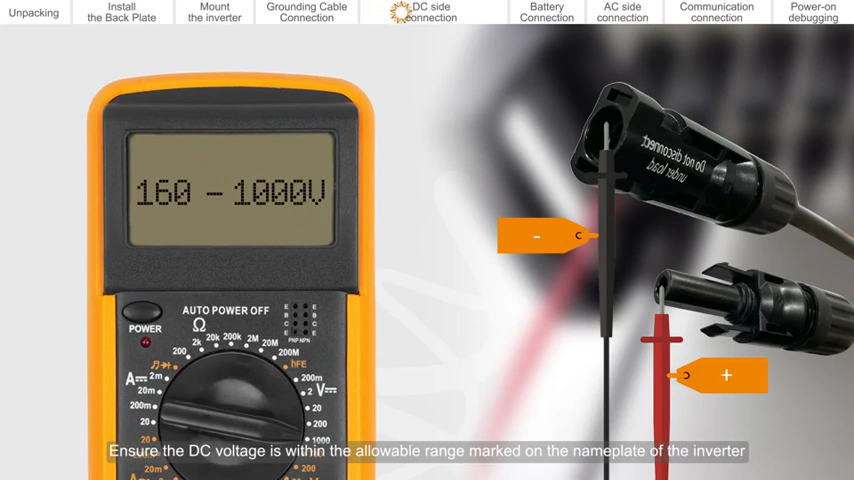 Unpacking
Install
the Back Plate
Mount
the inverter
Grounding Cable
Connection
DC side
connection
Battery
Connection
AC side
connection
Communication
connection
Power-on
debugging
160 - 1000V
Do not disconnect
under load
-
+
AUTO POWER OFF
POWER
Ω
E E
B B
C C
E E
PNP NPN
200
2k
20k
200k
2M
20M
200M
hFE
A
2m
20m
200m
20
20m
200m
V
2
20
200
1000
700
200
Ensure the DC voltage is within the allowable range marked on the nameplate of the inverter